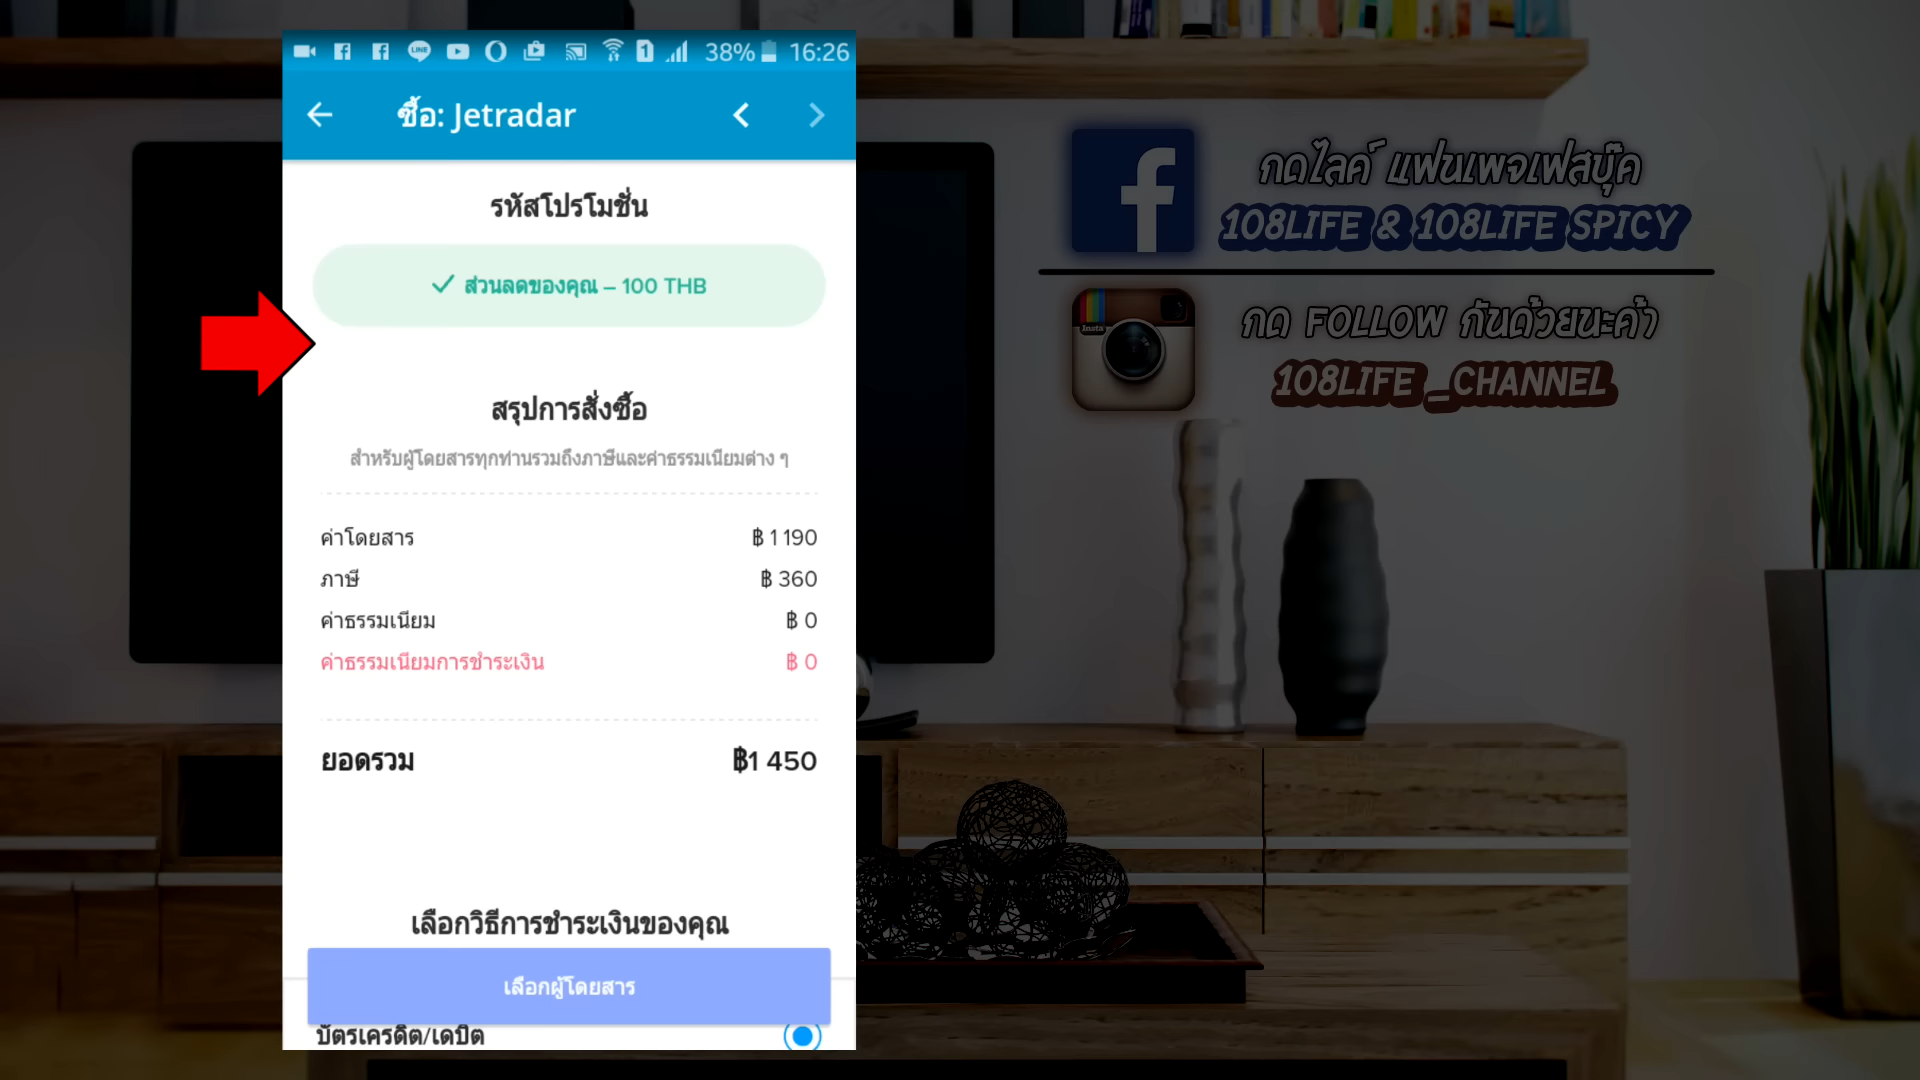 38% 16:26
ซื้อ: Jetradar
รหัสโปรโมชั่น
✓ ส่วนลดของคุณ – 100 THB
สรุปการสั่งซื้อ
สำหรับผู้โดยสารทุกท่านรวมถึงภาษีและค่าธรรมเนียมต่าง ๆ
ค่าโดยสาร ฿ 1 190
ภาษี ฿ 360
ค่าธรรมเนียม ฿ 0
ค่าธรรมเนียมการชำระเงิน ฿ 0
ยอดรวม ฿1 450
เลือกวิธีการชำระเงินของคุณ
เลือกผู้โดยสาร
บัตรเครดิต/เดบิต
กดไลค์ แฟนเพจเฟสบุ๊ค
108LIFE & 108LIFE SPICY
Insta
กด FOLLOW กันด้วยนะค้า
108LIFE _CHANNEL